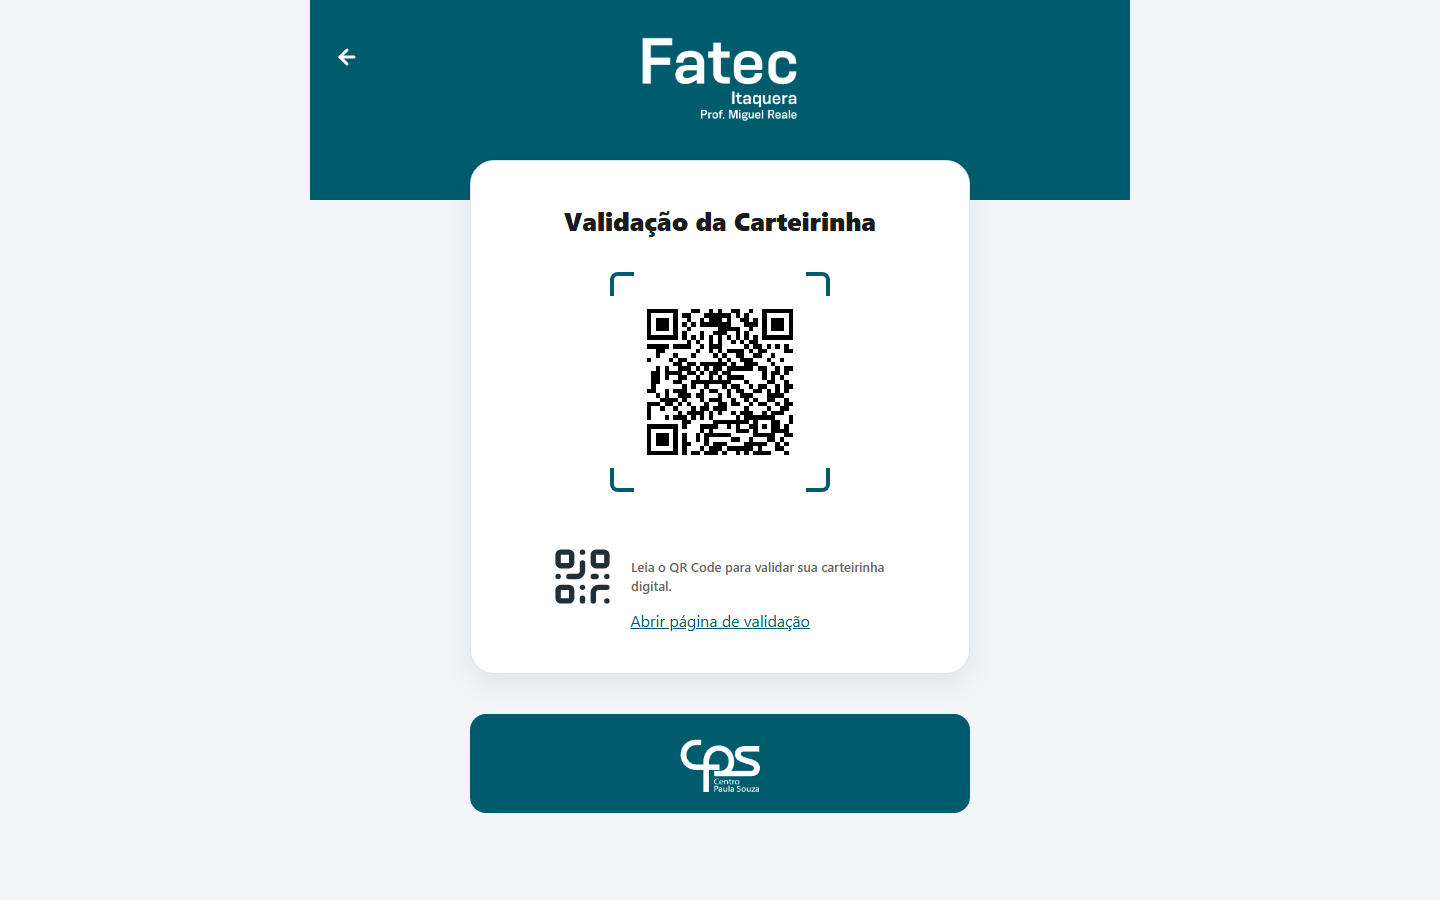 Fatec
Itaquera
Prof. Miguel Reale
Validação da Carteirinha
Leia o QR Code para validar sua carteirinha
digital.
Abrir página de validação
cps
Centro
Paula Souza